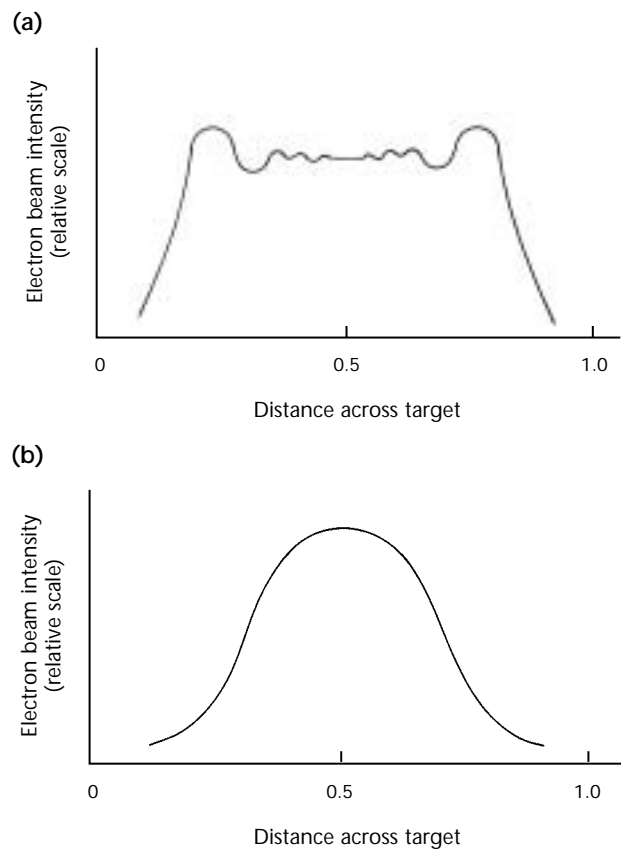 (a)
Electron beam intensity
(relative scale)
0
0.5
1.0
Distance across target
(b)
Electron beam intensity
(relative scale)
0
0.5
1.0
Distance across target